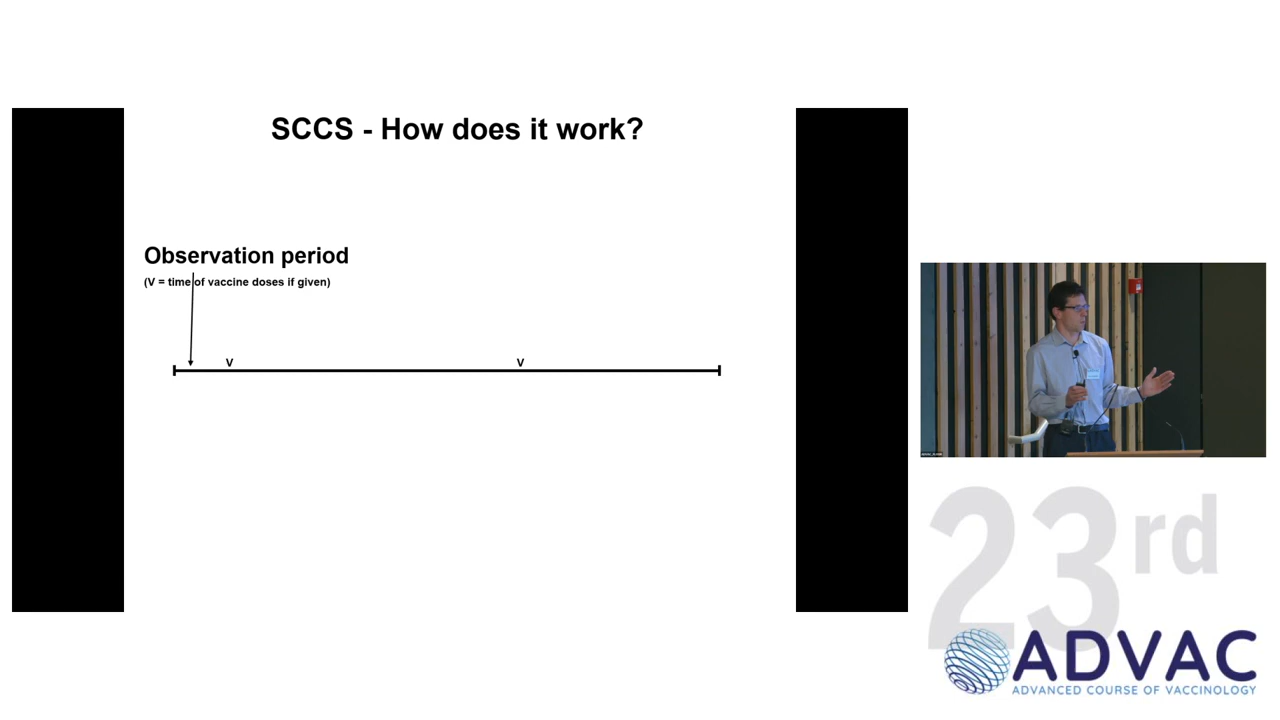 SCCS - How does it work?
Observation period
(V = time of vaccine doses if given)
V
V
23rd
ADVAC
ADVANCED COURSE OF VACCINOLOGY